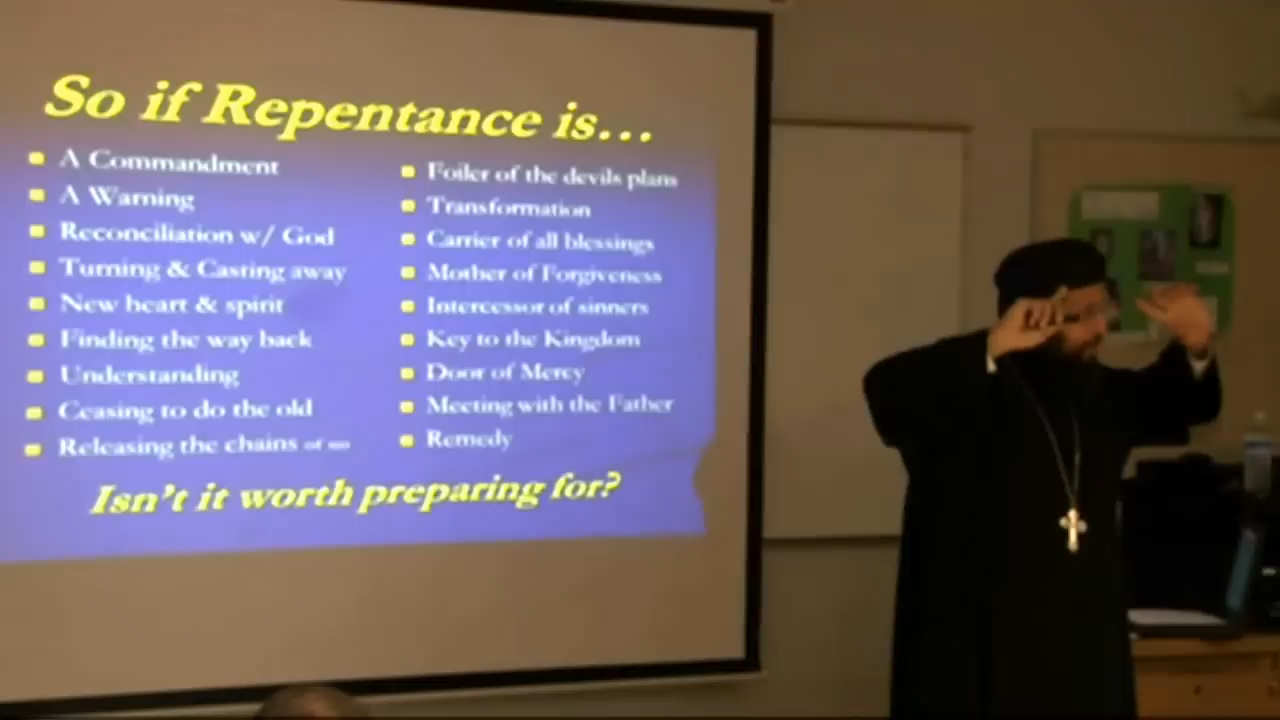 So if Repentance is...
A Commandment
A Warning
Reconciliation w/ God
Turning & Casting away
New heart & spirit
Finding the way back
Understanding
Ceasing to do the old
Releasing the chains of sin
Foiler of the devils plans
Transformation
Carrier of all blessings
Mother of Forgiveness
Intercessor of sinners
Key to the Kingdom
Door of Mercy
Meeting with the Father
Remedy
Isn't it worth preparing for?